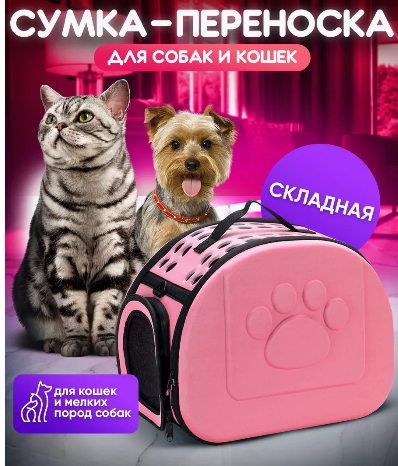 СУМКА-ПЕРЕНОСКА
ДЛЯ СОБАК И КОШЕК
СКЛАДНАЯ
для кошек
и мелких
пород собак